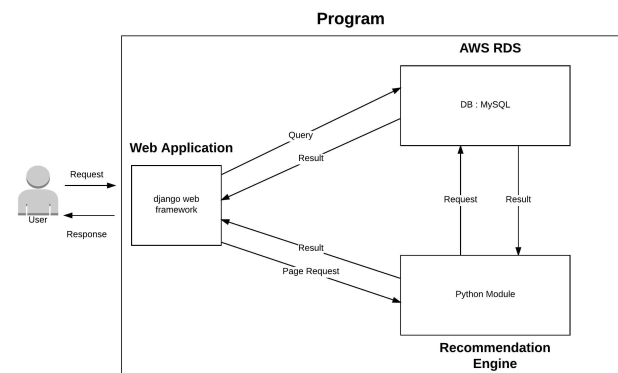 Program
AWS RDS
DB : MySQL
Query
Web Application
Result
Request
django web
framework
User
Response
Request
Result
Result
Page Request
Python Module
Recommendation
Engine